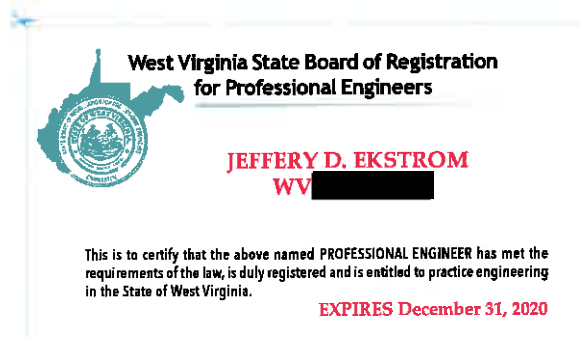 West Virginia State Board of Registration
for Professional Engineers
JEFFERY D. EKSTROM
WV
This is to certify that the above named PROFESSIONAL ENGINEER has met the
requirements of the law, is duly registered and is entitled to practice engineering
in the State of West Virginia.
EXPIRES December 31, 2020